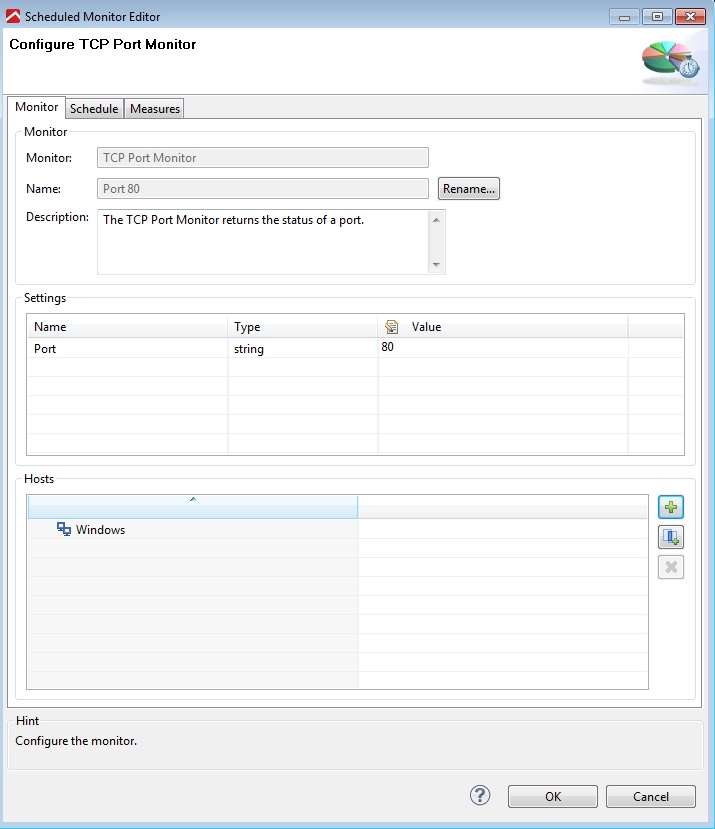 Scheduled Monitor Editor
Configure TCP Port Monitor
Monitor Schedule Measures
Monitor
Monitor: TCP Port Monitor
Name: Port 80 Rename...
Description: The TCP Port Monitor returns the status of a port.
Settings
Name Type Value
Port string 80
Hosts
Windows
Hint
Configure the monitor.
? OK Cancel